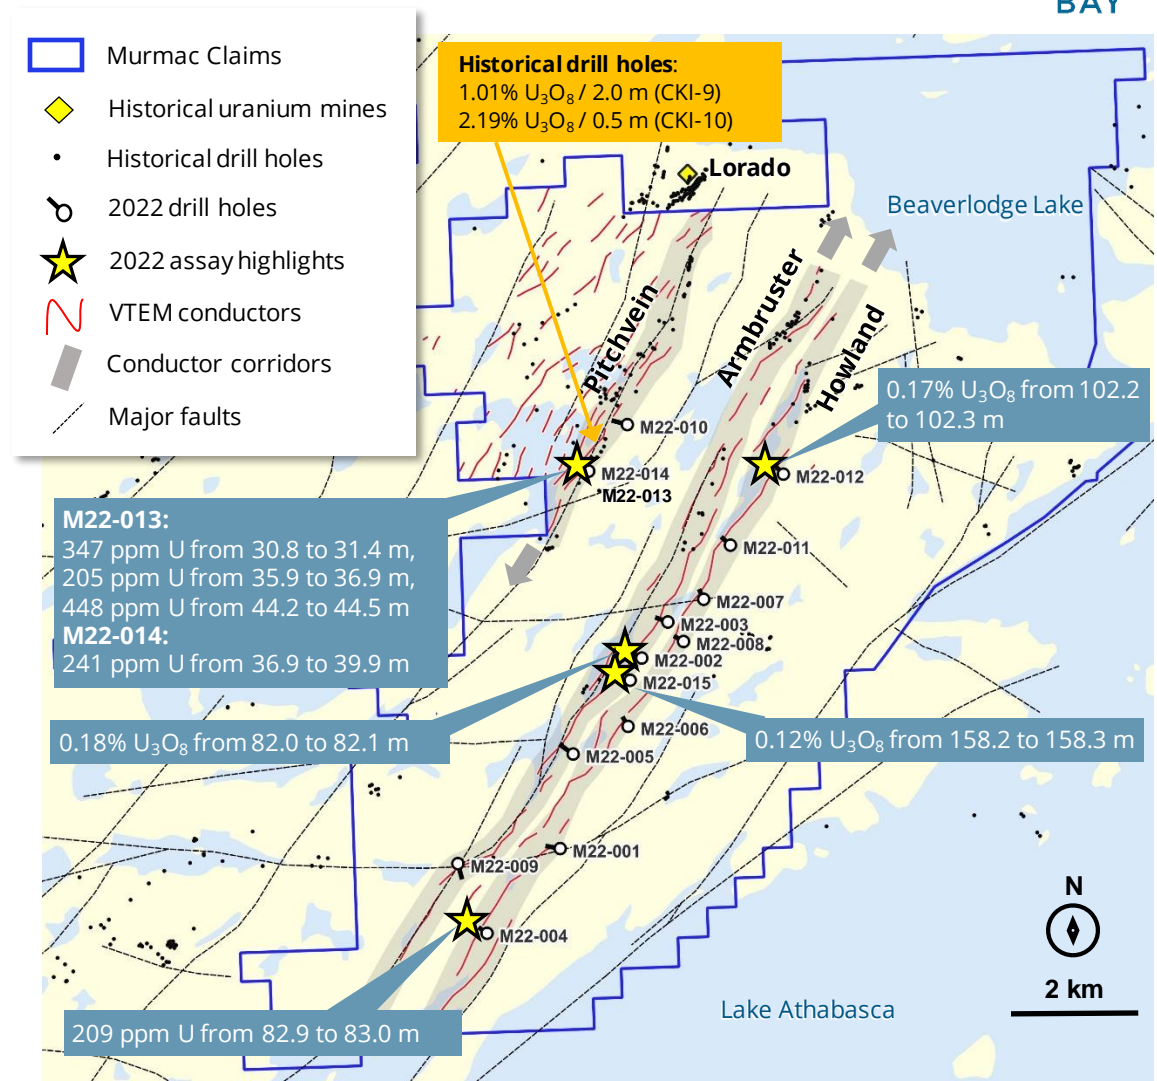 BAY
Murmac Claims
Historical uranium mines
Historical drill holes
2022 drill holes
2022 assay highlights
VTEM conductors
Conductor corridors
Major faults
Historical drill holes:
1.01% U₃O₈ / 2.0 m (CKI-9)
2.19% U₃O₈ / 0.5 m (CKI-10)
Lorado
Beaverlodge Lake
Pitchvein
Armbruster
Howland
0.17% U₃O₈ from 102.2
to 102.3 m
M22-010
M22-014
M22-013
M22-012
M22-013:
347 ppm U from 30.8 to 31.4 m,
205 ppm U from 35.9 to 36.9 m,
448 ppm U from 44.2 to 44.5 m
M22-014:
241 ppm U from 36.9 to 39.9 m
M22-011
M22-007
M22-003
M22-008
M22-002
M22-015
M22-006
M22-005
0.18% U₃O₈ from 82.0 to 82.1 m
0.12% U₃O₈ from 158.2 to 158.3 m
M22-001
M22-009
M22-004
209 ppm U from 82.9 to 83.0 m
Lake Athabasca
N
2 km